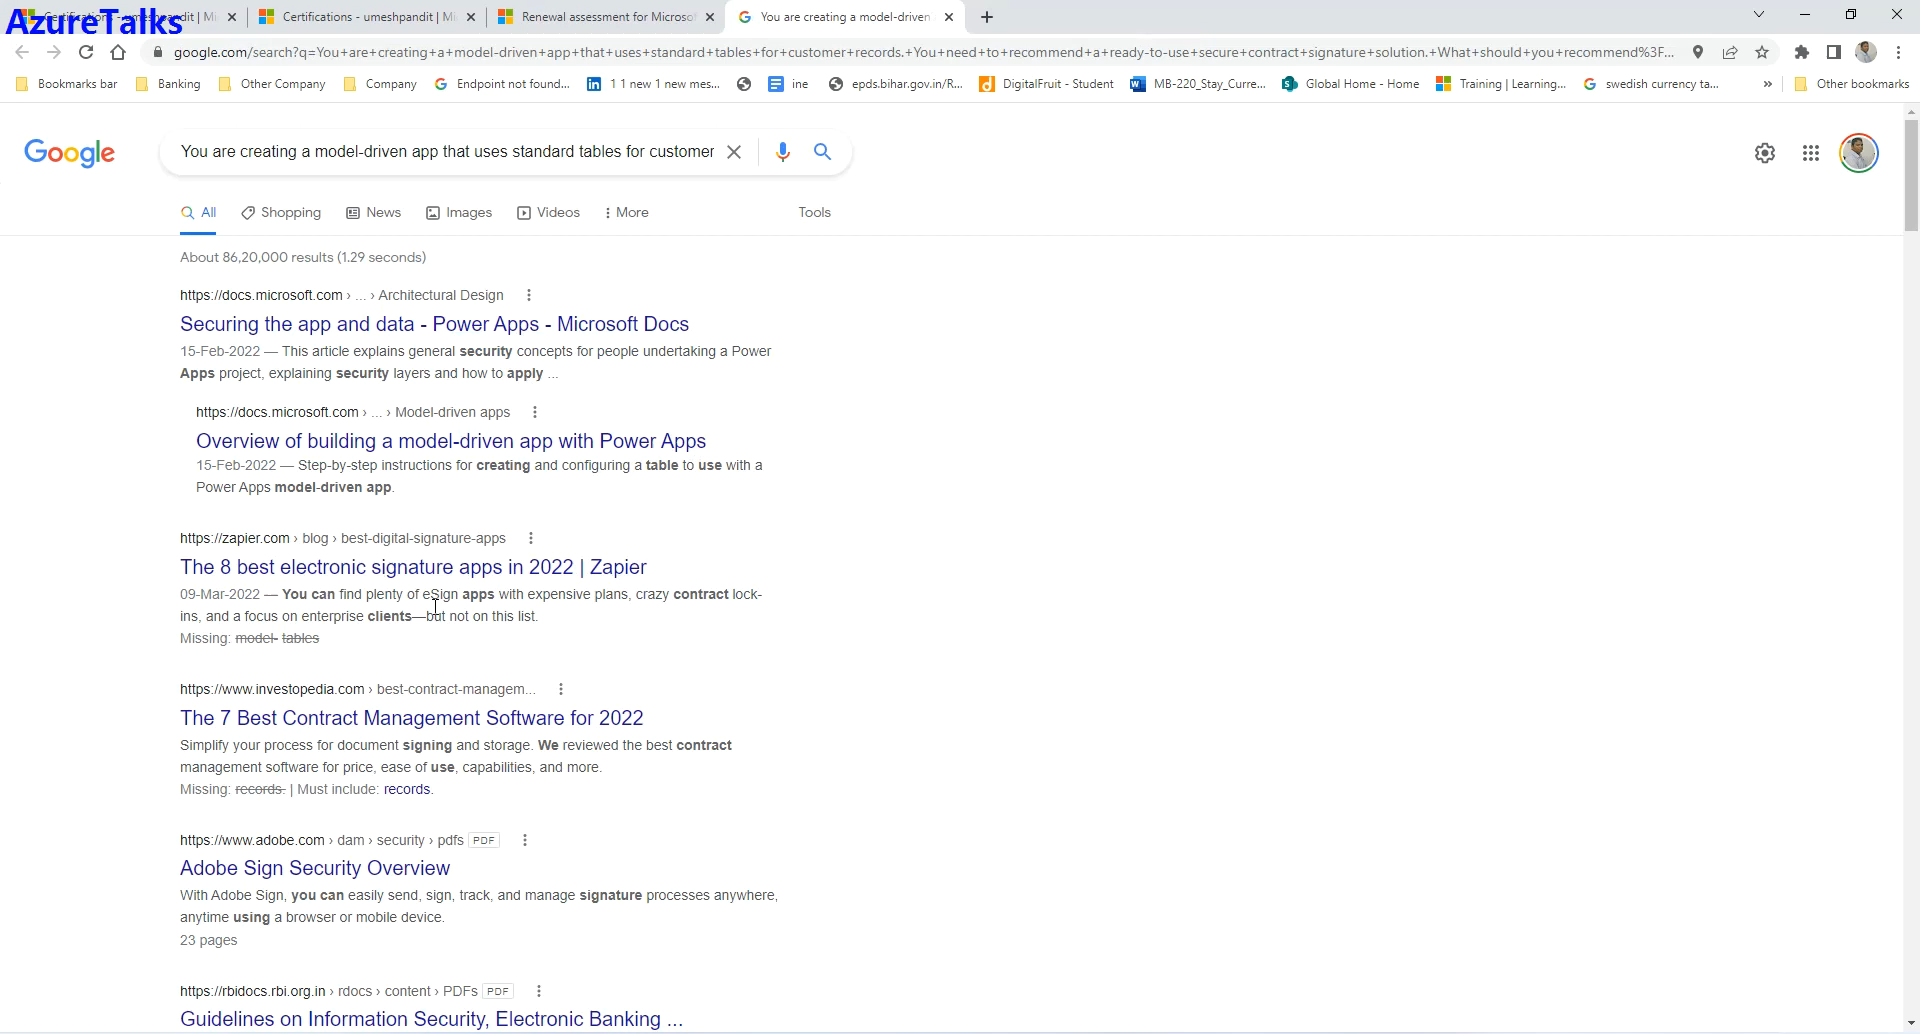 AzureTalks
Certifications - umeshpandit | Mi
Certifications - umeshpandit | Mi
Renewal assessment for Microsof
You are creating a model-driven
google.com/search?q=You+are+creating+a+model-driven+app+that+uses+standard+tables+for+customer+records.+You+need+to+recommend+a+ready-to-use+secure+contract+signature+solution.+What+should+you+recommend%3F...
Bookmarks bar
Banking
Other Company
Company
Endpoint not found...
1 1 new 1 new mes...
ine
epds.bihar.gov.in/R...
DigitalFruit - Student
MB-220_Stay_Curre...
Global Home - Home
Training | Learning...
swedish currency ta...
»
Other bookmarks
Google
You are creating a model-driven app that uses standard tables for customer
All
Shopping
News
Images
Videos
More
Tools
About 86,20,000 results (1.29 seconds)
https://docs.microsoft.com › ... › Architectural Design
Securing the app and data - Power Apps - Microsoft Docs
15-Feb-2022 — This article explains general security concepts for people undertaking a Power
Apps project, explaining security layers and how to apply ...
https://docs.microsoft.com › ... › Model-driven apps
Overview of building a model-driven app with Power Apps
15-Feb-2022 — Step-by-step instructions for creating and configuring a table to use with a
Power Apps model-driven app.
https://zapier.com › blog › best-digital-signature-apps
The 8 best electronic signature apps in 2022 | Zapier
09-Mar-2022 — You can find plenty of eSign apps with expensive plans, crazy contract lock-
ins, and a focus on enterprise clients—but not on this list.
Missing: model- tables
https://www.investopedia.com › best-contract-managem...
The 7 Best Contract Management Software for 2022
Simplify your process for document signing and storage. We reviewed the best contract
management software for price, ease of use, capabilities, and more.
Missing: records. | Must include: records.
https://www.adobe.com › dam › security › pdfs PDF
Adobe Sign Security Overview
With Adobe Sign, you can easily send, sign, track, and manage signature processes anywhere,
anytime using a browser or mobile device.
23 pages
https://rbidocs.rbi.org.in › rdocs › content › PDFs PDF
Guidelines on Information Security, Electronic Banking ...